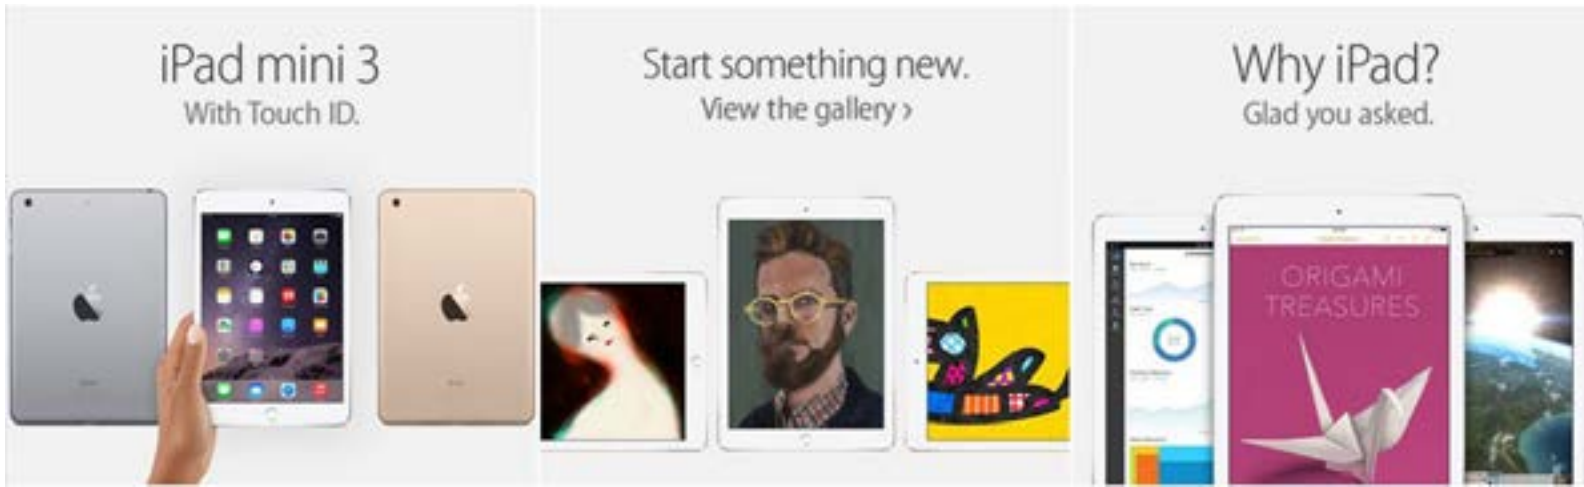 iPad mini 3
With Touch ID.
Start something new.
View the gallery ›
Why iPad?
Glad you asked.
ORIGAMI
TREASURES